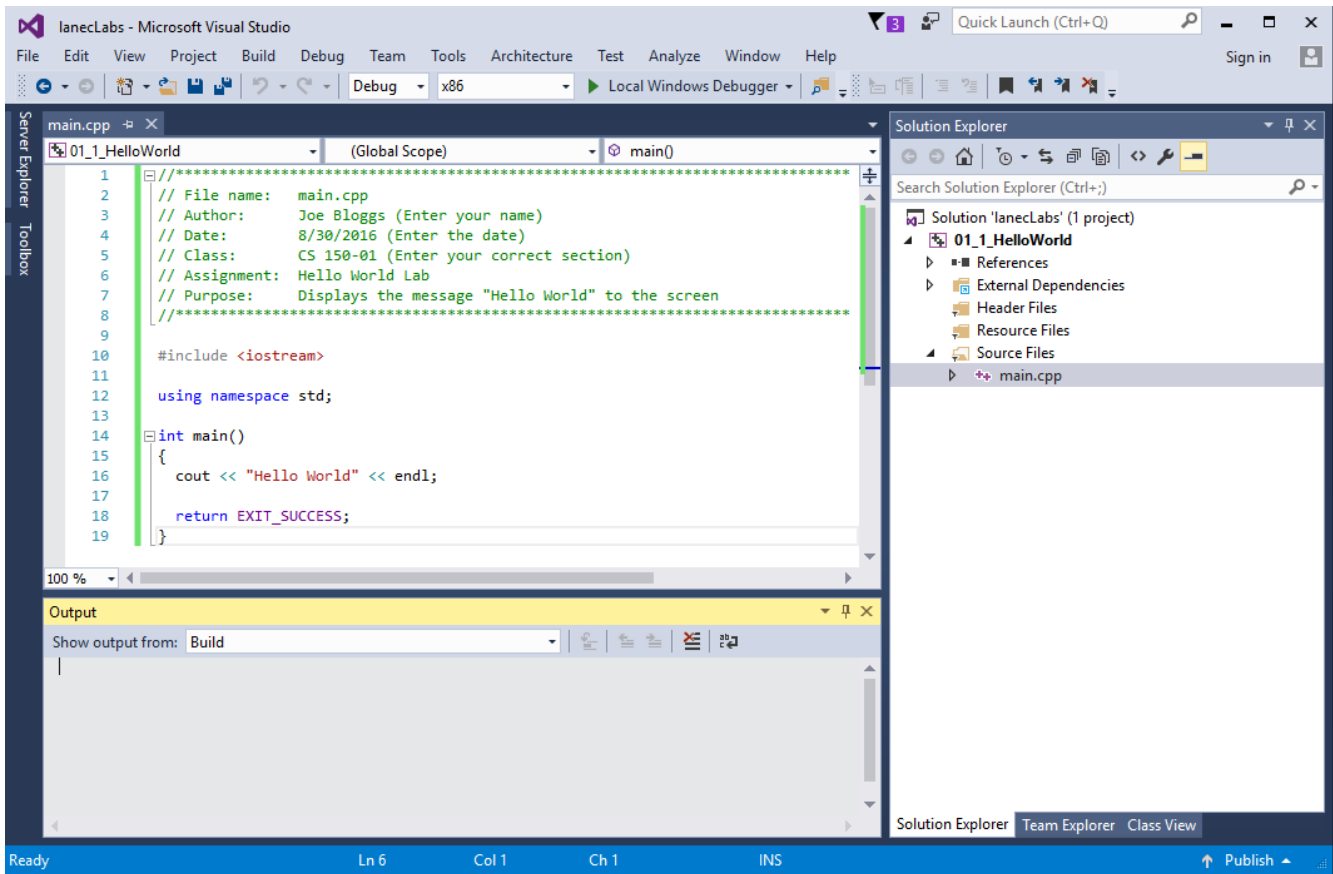 lanecLabs - Microsoft Visual Studio
3
Quick Launch (Ctrl+Q)
File Edit View Project Build Debug Team Tools Architecture Test Analyze Window Help
Sign in
Debug x86 Local Windows Debugger
Server Explorer
Toolbox
main.cpp
01_1_HelloWorld (Global Scope) main()
1 //*****************************************************************************
2 // File name:   main.cpp
3 // Author:      Joe Bloggs (Enter your name)
4 // Date:        8/30/2016 (Enter the date)
5 // Class:       CS 150-01 (Enter your correct section)
6 // Assignment:  Hello World Lab
7 // Purpose:     Displays the message "Hello World" to the screen
8 //*****************************************************************************
9
10 #include <iostream>
11
12 using namespace std;
13
14 int main()
15 {
16   cout << "Hello World" << endl;
17
18   return EXIT_SUCCESS;
19 }
100 %
Output
Show output from: Build
Solution Explorer
Search Solution Explorer (Ctrl+;)
Solution 'lanecLabs' (1 project)
01_1_HelloWorld
References
External Dependencies
Header Files
Resource Files
Source Files
main.cpp
Solution Explorer Team Explorer Class View
Ready Ln 6 Col 1 Ch 1 INS Publish